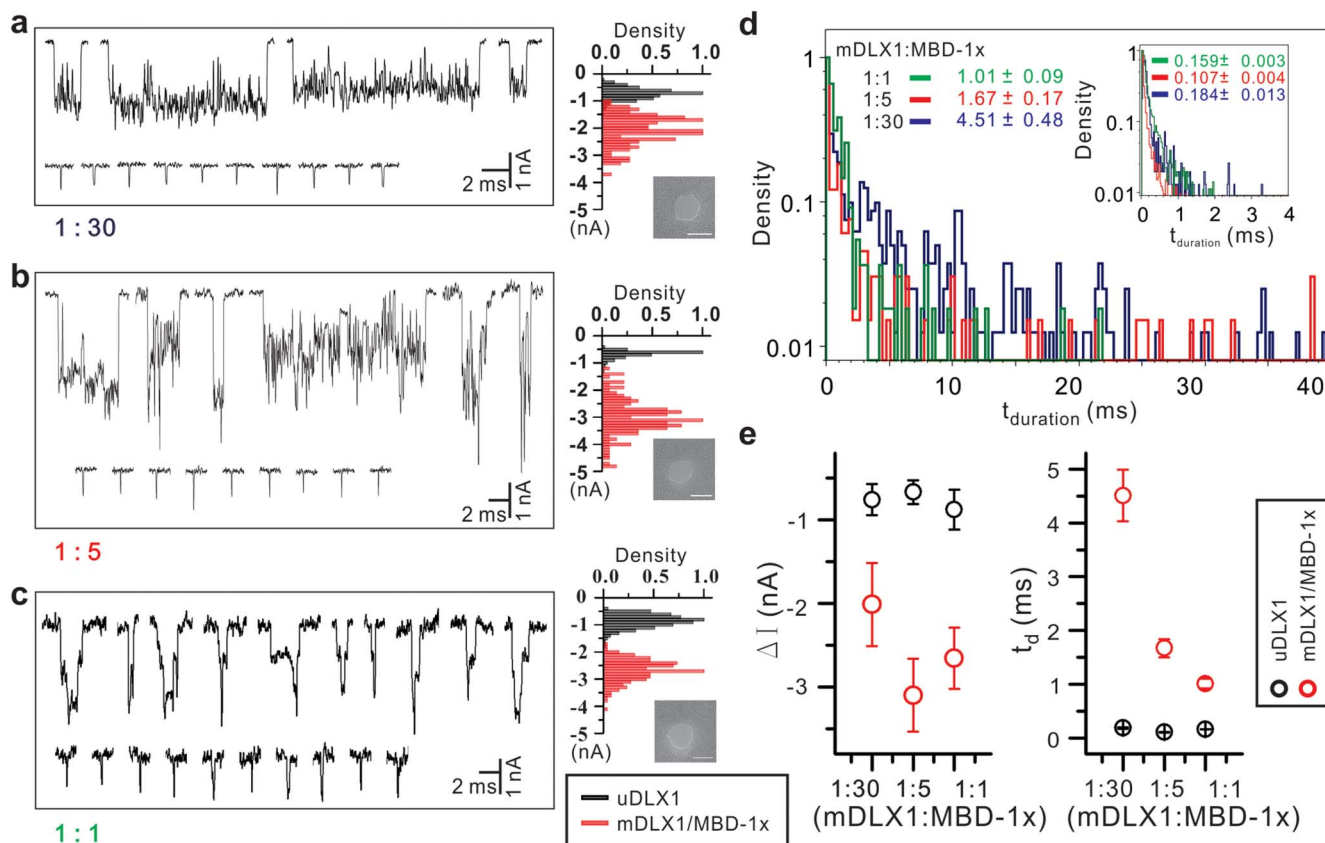 a
2 ms
1 nA
1 : 30
Density
0.0 0.5 1.0
0
-1
-2
-3
-4
-5
(nA)
b
2 ms
1 nA
1 : 5
Density
0.0 0.5 1.0
0
-1
-2
-3
-4
-5
(nA)
c
2 ms
1 nA
1 : 1
Density
0.0 0.5 1.0
0
-1
-2
-3
-4
-5
(nA)
uDLX1
mDLX1/MBD-1x
d
mDLX1:MBD-1x
1:1 1.01 ± 0.09
1:5 1.67 ± 0.17
1:30 4.51 ± 0.48
Density
1
0.1
0.01
0 10 20 30 40
tduration (ms)
0.159± 0.003
0.107± 0.004
0.184± 0.013
Density
1
0.1
0.01
0 1 2 3 4
tduration (ms)
e
ΔI (nA)
-1
-2
-3
1:30 1:5 1:1
(mDLX1:MBD-1x)
td (ms)
5
4
3
2
1
0
1:30 1:5 1:1
(mDLX1:MBD-1x)
uDLX1
mDLX1/MBD-1x